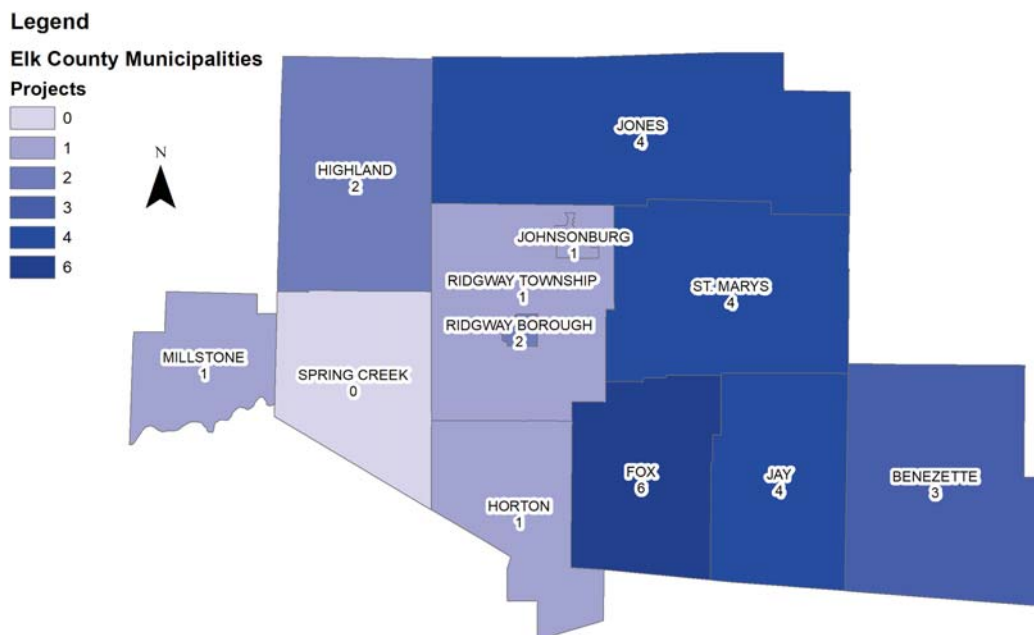 Legend
Elk County Municipalities
Projects
0
1
2
3
4
6
N
JONES
4
HIGHLAND
2
JOHNSONBURG
1
RIDGWAY TOWNSHIP
1
ST. MARYS
4
RIDGWAY BOROUGH
2
MILLSTONE
1
SPRING CREEK
0
FOX
6
JAY
4
BENEZETTE
3
HORTON
1